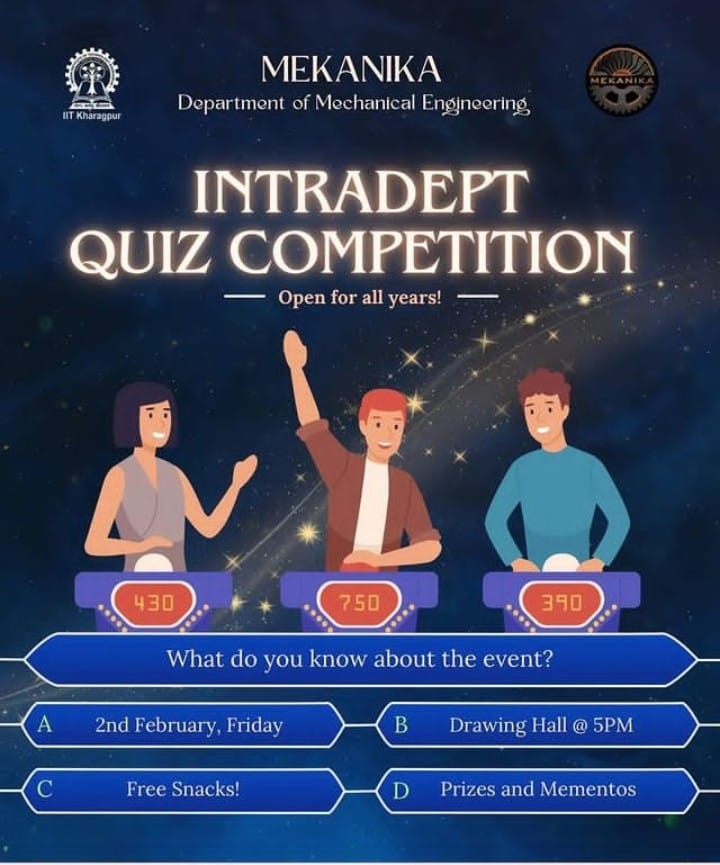 MEKANIKA
Department of Mechanical Engineering
IIT Kharagpur
MEKANIKA
INTRADEPT
QUIZ COMPETITION
Open for all years!
430
750
390
What do you know about the event?
A 2nd February, Friday
B Drawing Hall @ 5PM
C Free Snacks!
D Prizes and Mementos